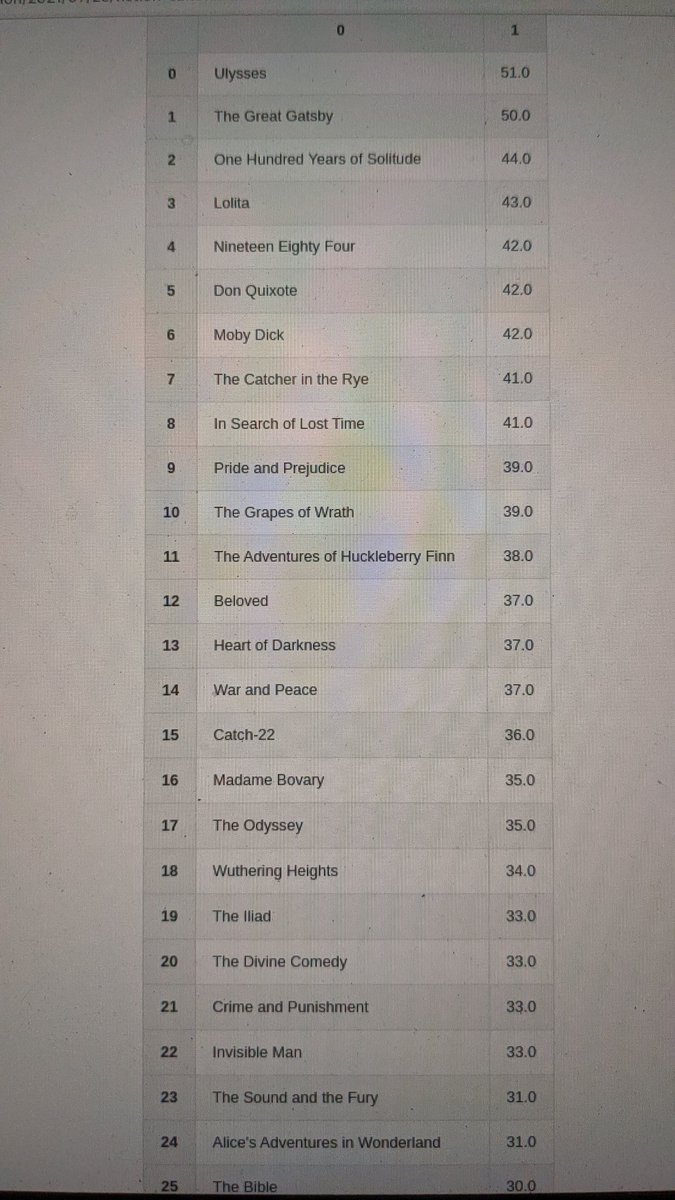 0 1
0 Ulysses 51.0
1 The Great Gatsby 50.0
2 One Hundred Years of Solitude 44.0
3 Lolita 43.0
4 Nineteen Eighty Four 42.0
5 Don Quixote 42.0
6 Moby Dick 42.0
7 The Catcher in the Rye 41.0
8 In Search of Lost Time 41.0
9 Pride and Prejudice 39.0
10 The Grapes of Wrath 39.0
11 The Adventures of Huckleberry Finn 38.0
12 Beloved 37.0
13 Heart of Darkness 37.0
14 War and Peace 37.0
15 Catch-22 36.0
16 Madame Bovary 35.0
17 The Odyssey 35.0
18 Wuthering Heights 34.0
19 The Iliad 33.0
20 The Divine Comedy 33.0
21 Crime and Punishment 33.0
22 Invisible Man 33.0
23 The Sound and the Fury 31.0
24 Alice's Adventures in Wonderland 31.0
25 The Bible 30.0